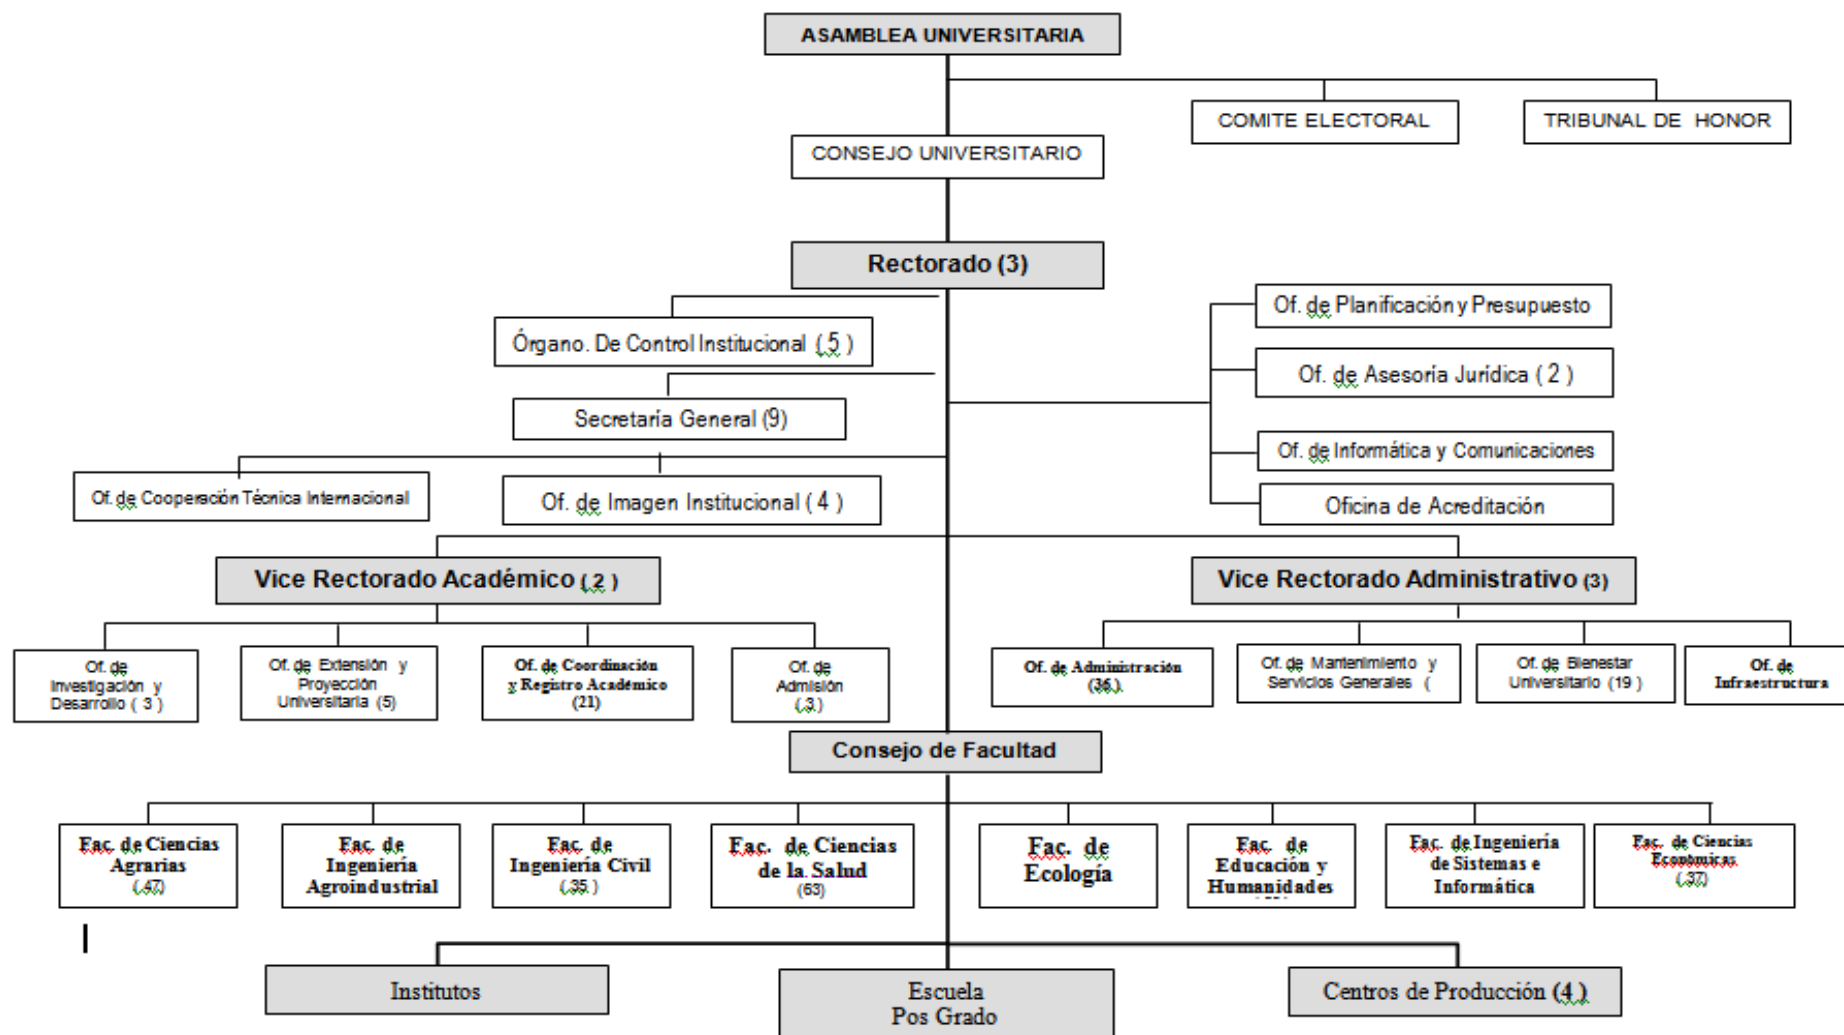 ASAMBLEA UNIVERSITARIA
COMITE ELECTORAL
TRIBUNAL DE HONOR
CONSEJO UNIVERSITARIO
Rectorado (3)
Órgano. De Control Institucional ( 5 )
Secretaría General (9)
Of. de Cooperación Técnica Internacional
Of. de Imagen Institucional ( 4 )
Of. de Planificación y Presupuesto
Of. de Asesoría Jurídica ( 2 )
Of. de Informática y Comunicaciones
Oficina de Acreditación
Vice Rectorado Académico ( 2 )
Vice Rectorado Administrativo (3)
Of. de
Investigación y
Desarrollo ( 3 )
Of. de Extensión y
Proyección
Universitaria (5)
Of. de Coordinación
y Registro Académico
(21)
Of. de
Admisión
( 3 )
Of. de Administración
(36 )
Of. de Mantenimiento y
Servicios Generales (
Of. de Bienestar
Universitario (19 )
Of. de
Infraestructura
Consejo de Facultad
Fac. de Ciencias
Agrarias
( 47)
Fac. de
Ingeniería
Agroindustrial
Fac. de
Ingeniería Civil
( 35 )
Fac. de Ciencias
de la Salud
(63)
Fac. de
Ecología
Fac. de
Educación y
Humanidades
Fac. de Ingeniería
de Sistemas e
Informática
Fac. de Ciencias
Económicas
( 37)
Institutos
Escuela
Pos Grado
Centros de Producción (4 )